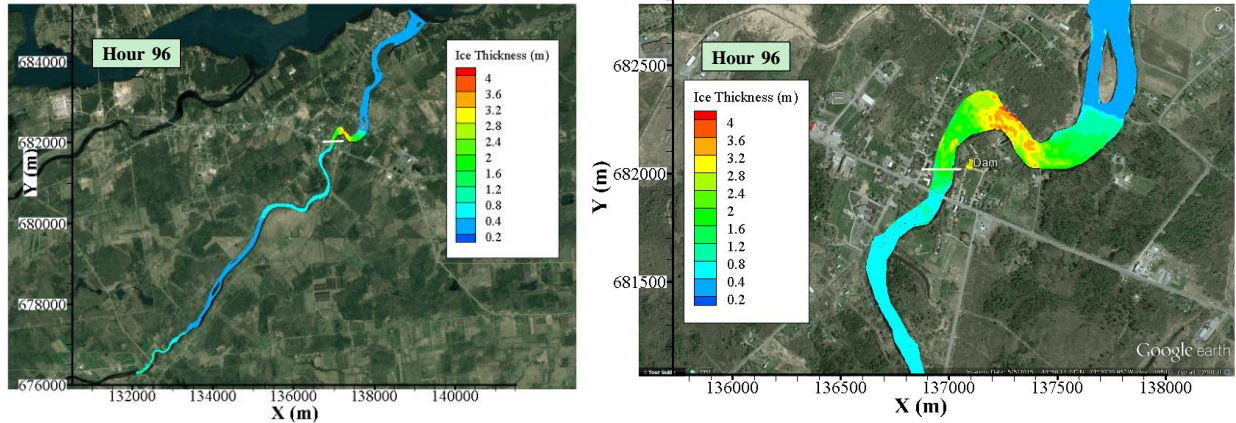 Hour 96
Ice Thickness (m)
4
3.6
3.2
2.8
2.4
2
1.6
1.2
0.8
0.4
0.2
684000
682000
680000
678000
676000
Y (m)
132000 134000 136000 138000 140000
X (m)
Hour 96
Ice Thickness (m)
4
3.6
3.2
2.8
2.4
2
1.6
1.2
0.8
0.4
0.2
Dam
682500
682000
681500
Y (m)
Google earth
Tour Guide
136000 136500 137000 137500 138000
X (m)